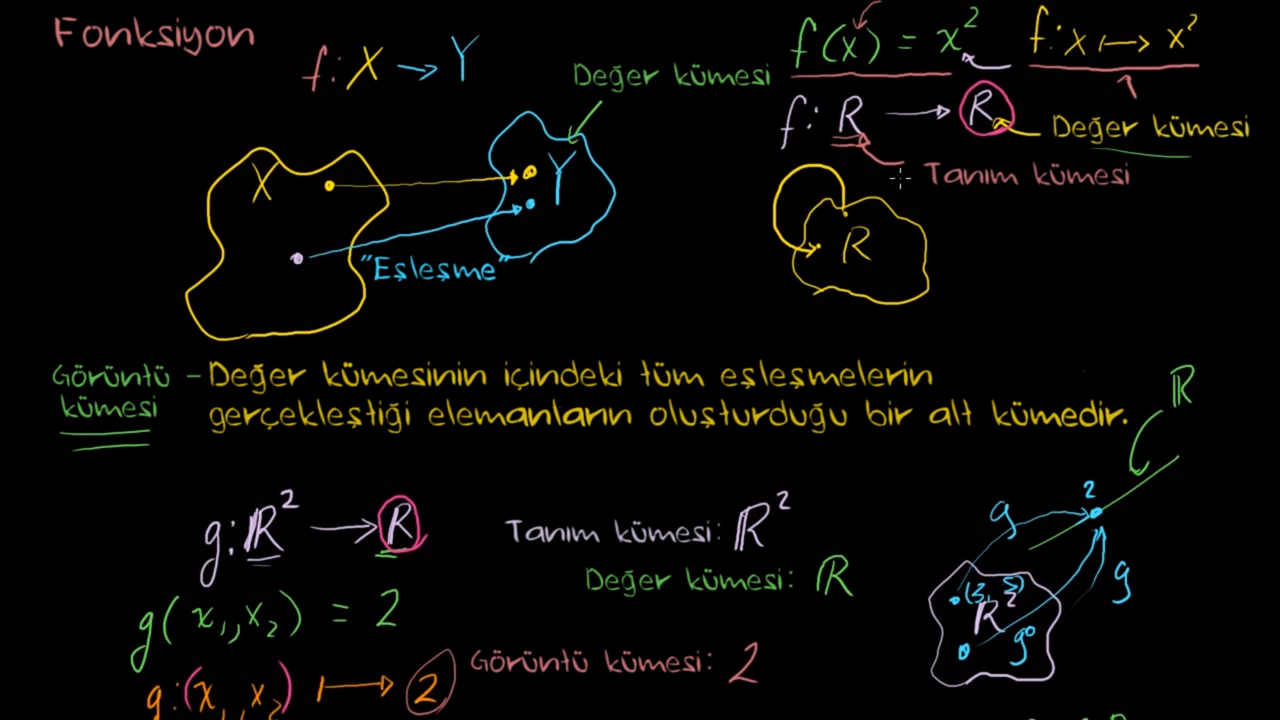 Fonksiyon
f: X → Y
Değer kümesi
f(x) = x²
f: x ↦ x²
f: R → R
Değer kümesi
Tanım kümesi
X
Y
"Eşleşme"
R
Görüntü kümesi – Değer kümesinin içindeki tüm eşleşmelerin
gerçekleştiği elemanların oluşturduğu bir alt kümedir.
ℝ
g: ℝ² → R
Tanım kümesi: ℝ²
Değer kümesi: ℝ
g(x₁, x₂) = 2
g: (x₁, x₂) ↦ 2
Görüntü kümesi: 2
2
g
g
ℝ²